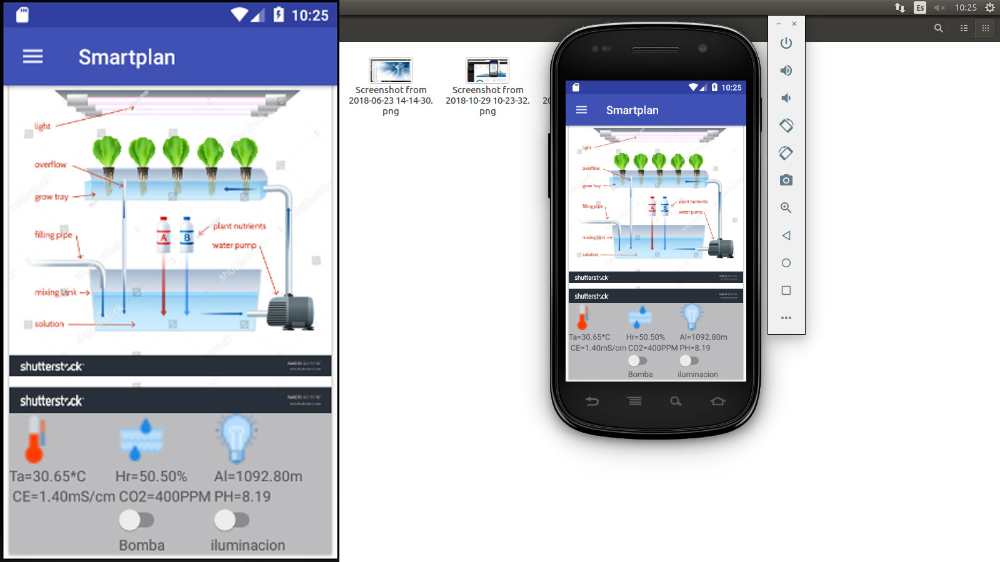 10:25
Smartplan
light
overflow
grow tray
filling pipe
plant nutrients
water pump
A
B
mixing tank
solution
shutterstock
shutterstock
Ta=30.65*C Hr=50.50% Al=1092.80m
CE=1.40mS/cm CO2=400PPM PH=8.19
Bomba iluminacion
Es 10:25
Screenshot from
2018-06-23 14-14-30.
png
Screenshot from
2018-10-29 10-23-32.
png
10:25
Smartplan
light
overflow
grow tray
plant nutrients
filling pipe
water pump
A
B
mixing tank
solution
shutterstock
shutterstock
Ta=30.65*C Hr=50.50% Al=1092.80m
CE=1.40mS/cm CO2=400PPM PH=8.19
Bomba iluminacion